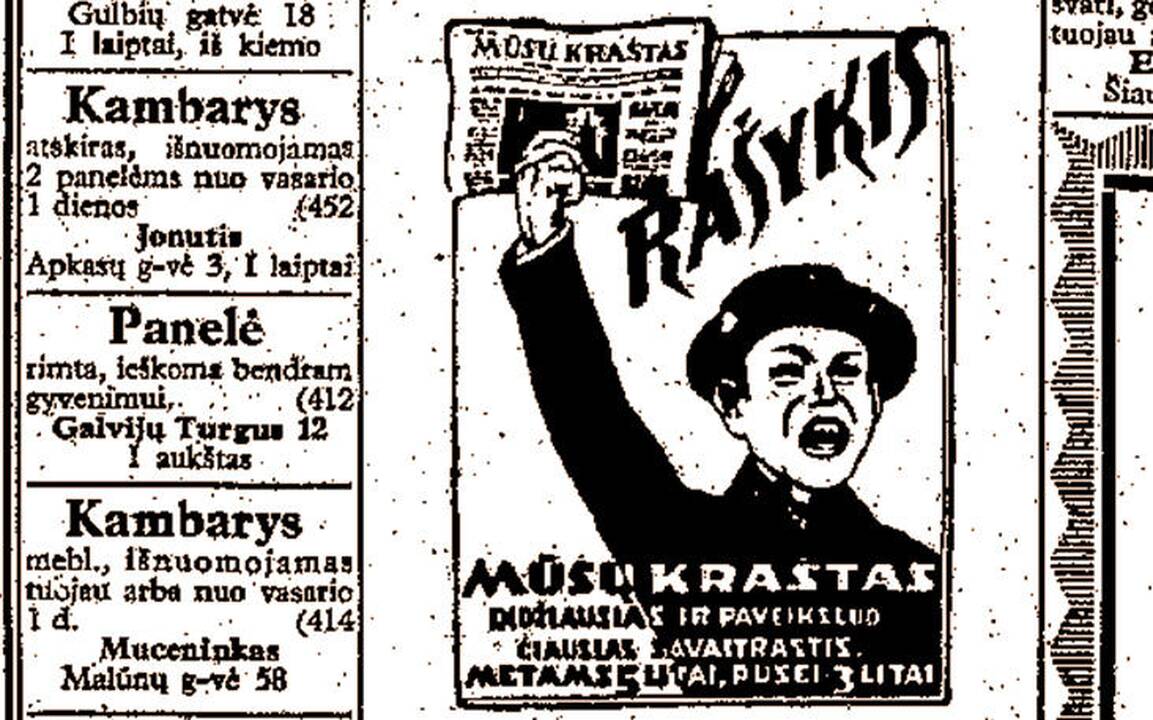 Gulbių gatvė 18
I laiptai, iš kiemo
Kambarys
atskiras, išnuomojamas
2 panelėms nuo vasario
1 dienos (452
Jonutis
Apkasų g-vė 3, I laiptai
Panelė
rimta, ieškoma bendram
gyvenimui. (412
Galvijų Turgus 12
I aukštas
Kambarys
mebl., išnuomojamas
tuojau arba nuo vasario
1 d. (414
Muceninkas
Malūnų g-vė 58
MŪSŲ KRAŠTAS
RAŠYKIS
MŪSŲ KRAŠTAS
DIDŽIAUSIAS IR PAVEIKSLUO
ČIAUSIAS SAVAITRAŠTIS.
METAMS 5 LITAI, PUSEI 3 LITAI
tuojau
Šiau